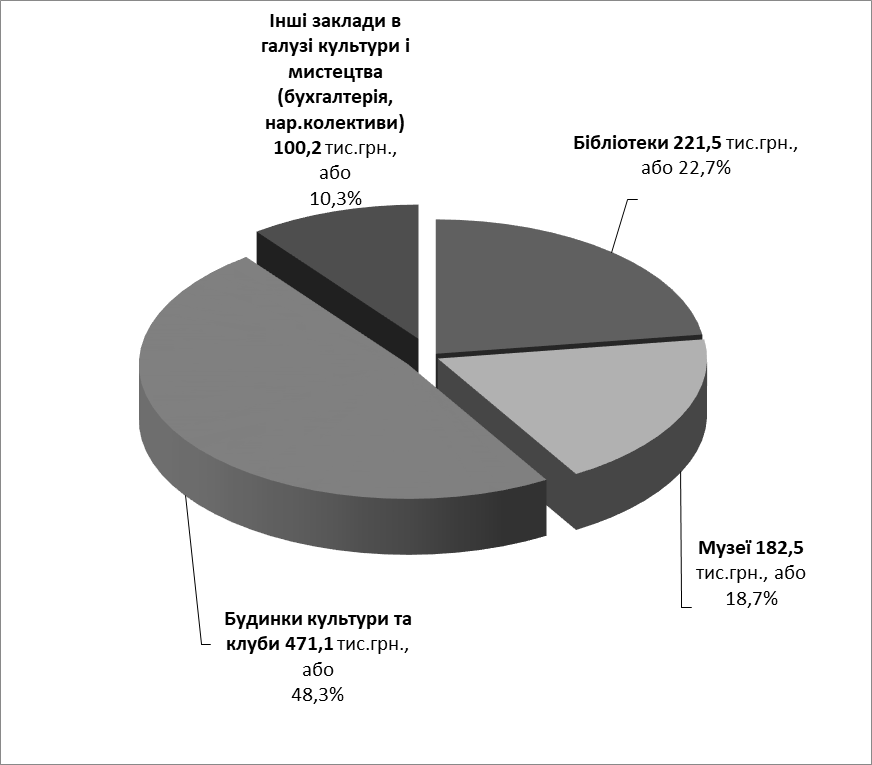 Інші заклади в
галузі культури і
мистецтва
(бухгалтерія,
нар.колективи)
100,2 тис.грн.,
або
10,3%
Бібліотеки 221,5 тис.грн.,
або 22,7%
Музеї 182,5
тис.грн., або
18,7%
Будинки культури та
клуби 471,1 тис.грн.,
або
48,3%